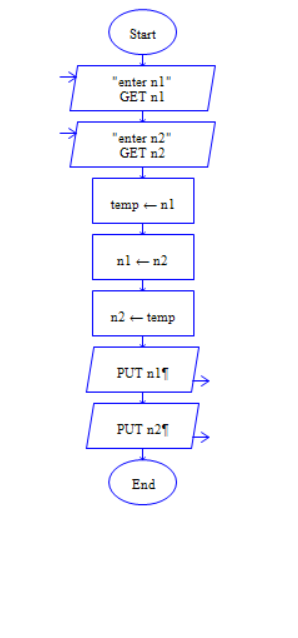 Start
"enter n1"
GET n1
"enter n2"
GET n2
temp ← n1
n1 ← n2
n2 ← temp
PUT n1¶
PUT n2¶
End